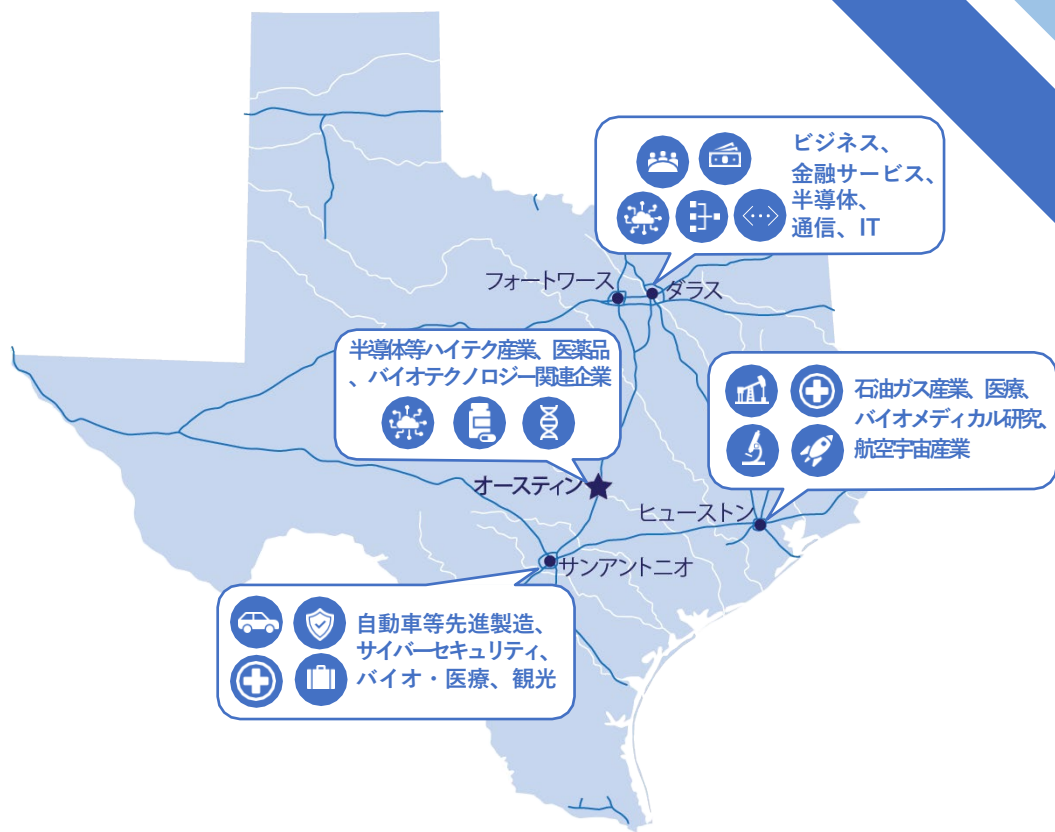 ビジネス、
金融サービス、
半導体、
通信、IT
フォートワース
ダラス
半導体等ハイテク産業、医薬品
、バイオテクノロジー関連企業
石油ガス産業、医療、
バイオメディカル研究、
航空宇宙産業
オースティン
ヒューストン
サンアントニオ
自動車等先進製造、
サイバーセキュリティ、
バイオ・医療、観光